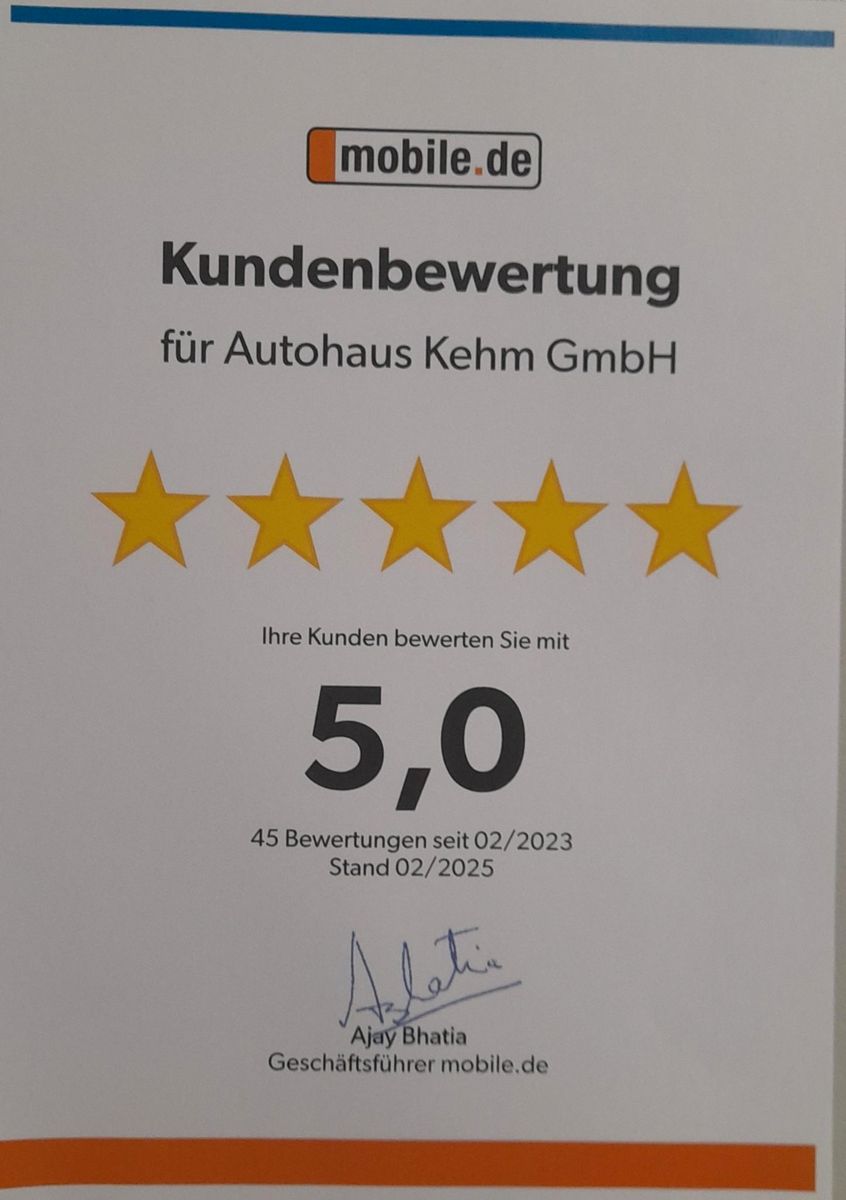 mobile.de
Kundenbewertung
für Autohaus Kehm GmbH
Ihre Kunden bewerten Sie mit
5,0
45 Bewertungen seit 02/2023
Stand 02/2025
ABhatia
Ajay Bhatia
Geschäftsführer mobile.de